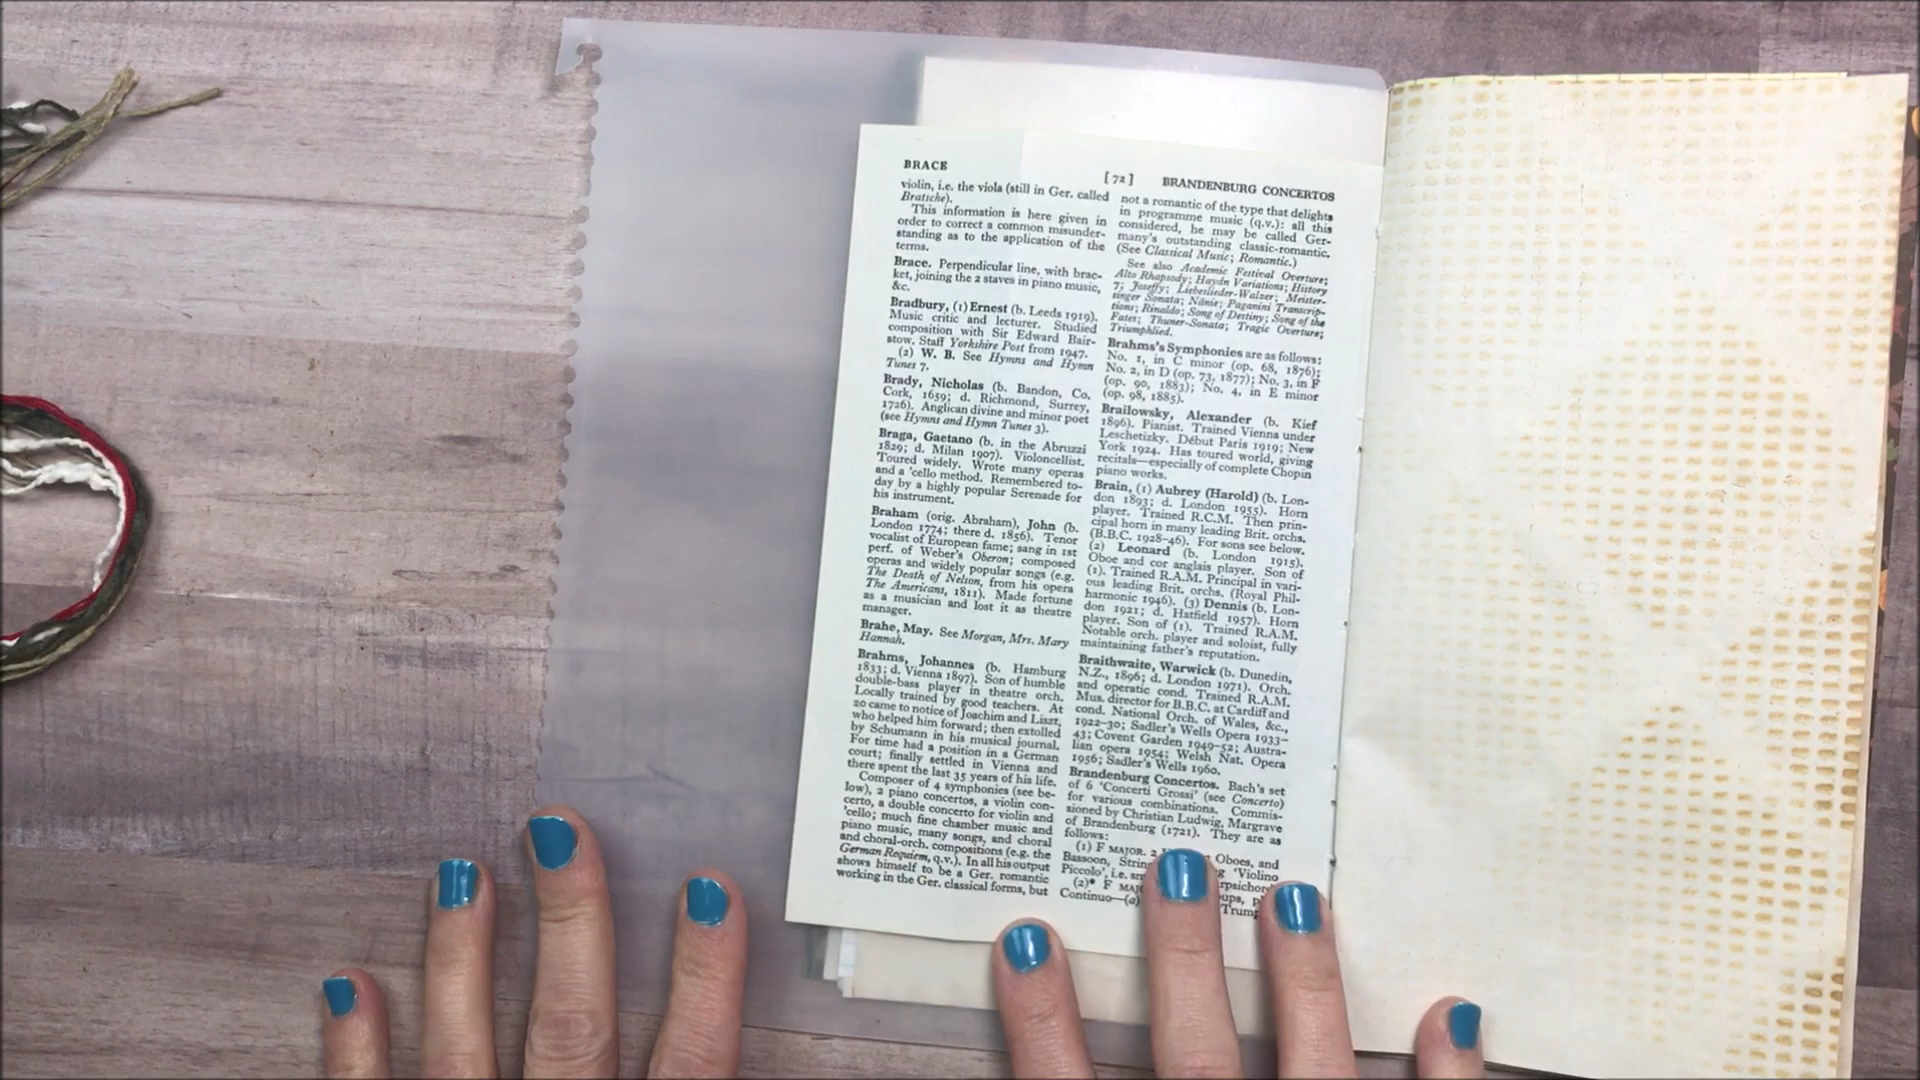 BRACE
[ 72 ]
BRANDENBURG CONCERTOS
violin, i.e. the viola (still in Ger. called
Bratsche).
This information is here given in
order to correct a common misunder-
standing as to the application of the
terms.
Brace. Perpendicular line, with brac-
ket, joining the 2 staves in piano music,
&c.
Bradbury, (1) Ernest (b. Leeds 1919).
Music critic and lecturer. Studied
composition with Sir Edward Bair-
stow. Staff Yorkshire Post from 1947.
(2) W. B. See Hymns and Hymn
Tunes 7.
Brady, Nicholas (b. Bandon, Co.
Cork, 1659; d. Richmond, Surrey,
1726). Anglican divine and minor poet
(see Hymns and Hymn Tunes 3).
Braga, Gaetano (b. in the Abruzzi
1829; d. Milan 1907). Violoncellist.
Toured widely. Wrote many operas
and a 'cello method. Remembered to-
day by a highly popular Serenade for
his instrument.
Braham (orig. Abraham), John (b.
London 1774; there d. 1856). Tenor
vocalist of European fame; sang in 1st
perf. of Weber's Oberon; composed
operas and widely popular songs (e.g.
The Death of Nelson, from his opera
The Americans, 1811). Made fortune
as a musician and lost it as theatre
manager.
Brahe, May. See Morgan, Mrs. Mary
Hannah.
Brahms, Johannes (b. Hamburg
1833; d. Vienna 1897). Son of humble
double-bass player in theatre orch.
Locally trained by good teachers. At
20 came to notice of Joachim and Liszt,
who helped him forward; then extolled
by Schumann in his musical journal.
For time had a position in a German
court; finally settled in Vienna and
there spent the last 35 years of his life.
Composer of 4 symphonies (see be-
low), 2 piano concertos, a violin con-
certo, a double concerto for violin and
'cello; much fine chamber music and
piano music, many songs, and choral
and choral-orch. compositions (e.g. the
German Requiem, q.v.). In all his output
shows himself to be a Ger. romantic
working in the Ger. classical forms, but
not a romantic of the type that delights
in programme music (q.v.): all this
considered, he may be called Ger-
many's outstanding classic-romantic.
(See Classical Music; Romantic.)
See also Academic Festival Overture;
Alto Rhapsody; Haydn Variations; History
7; Joseffy; Liebeslieder-Walzer; Meister-
singer Sonata; Nänie; Paganini Transcrip-
tions; Rinaldo; Song of Destiny; Song of the
Fates; Thuner-Sonata; Tragic Overture;
Triumphlied.
Brahms's Symphonies are as follows:
No. 1, in C minor (op. 68, 1876);
No. 2, in D (op. 73, 1877); No. 3, in F
(op. 90, 1883); No. 4, in E minor
(op. 98, 1885).
Brailowsky, Alexander (b. Kief
1896). Pianist. Trained Vienna under
Leschetizky. Début Paris 1919; New
York 1924. Has toured world, giving
recitals—especially of complete Chopin
piano works.
Brain, (1) Aubrey (Harold) (b. Lon-
don 1893; d. London 1955). Horn
player. Trained R.C.M. Then prin-
cipal horn in many leading Brit. orchs.
(B.B.C. 1928-46). For sons see below.
(2) Leonard (b. London 1915).
Oboe and cor anglais player. Son of
(1). Trained R.A.M. Principal in vari-
ous leading Brit. orchs. (Royal Phil-
harmonic 1946). (3) Dennis (b. Lon-
don 1921; d. Hatfield 1957). Horn
player. Son of (1). Trained R.A.M.
Notable orch. player and soloist, fully
maintaining father's reputation.
Braithwaite, Warwick (b. Dunedin,
N.Z., 1896; d. London 1971). Orch.
and operatic cond. Trained R.A.M.
Mus. director for B.B.C. at Cardiff and
cond. National Orch. of Wales, &c.,
1922-30; Sadler's Wells Opera 1933-
43; Covent Garden 1949-52; Austra-
lian opera 1954; Welsh Nat. Opera
1956; Sadler's Wells 1960.
Brandenburg Concertos. Bach's set
of 6 'Concerti Grossi' (see Concerto)
for various combinations. Commis-
sioned by Christian Ludwig, Margrave
of Brandenburg (1721). They are as
follows:
(1) F MAJOR. 2 Oboes, and
Bassoon, 'Violino
Piccolo', i.e.
(2)* F
Continuo—(a)